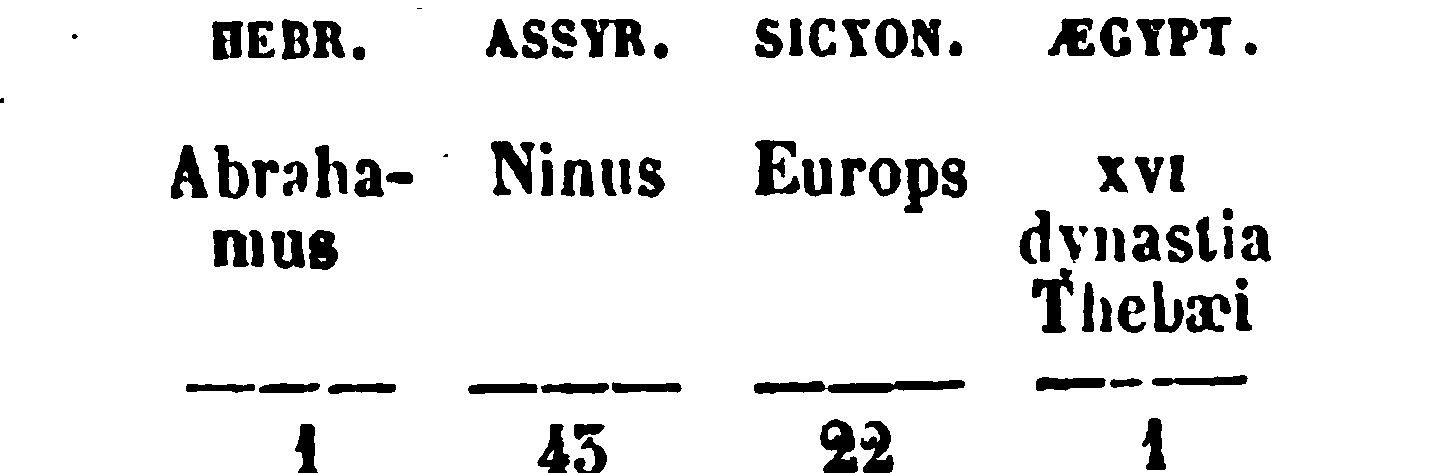 HEBR. ASSYR. SICYON. ÆGYPT.
Abraha- Ninus Europs XVI
mus dynastia
Thebæi
1 43 22 1